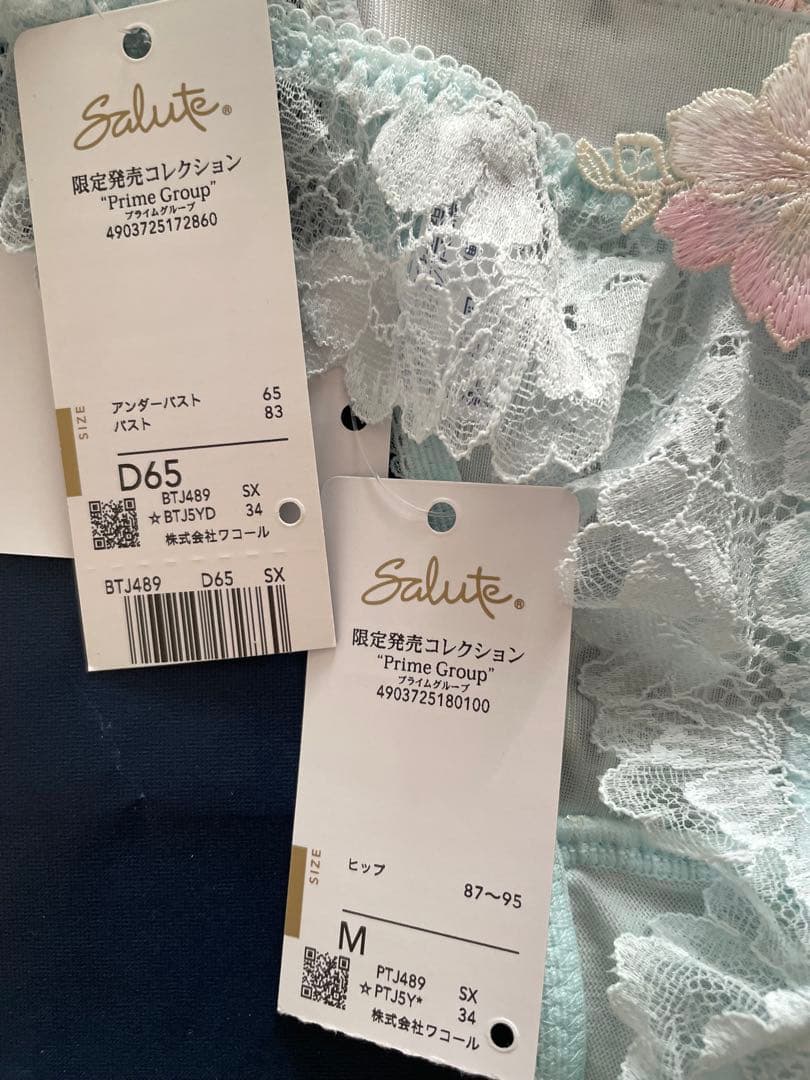 Salute®
限定発売コレクション
"Prime Group"
プライムグループ
4903725172860
SIZE
アンダーバスト 65
バスト 83
D65
BTJ489 SX
☆BTJ5YD 34
株式会社ワコール
BTJ489 D65 SX
Salute®
限定発売コレクション
"Prime Group"
プライムグループ
4903725180100
SIZE
ヒップ
87〜95
M
PTJ489 SX
☆PTJ5Y* 34
株式会社ワコール